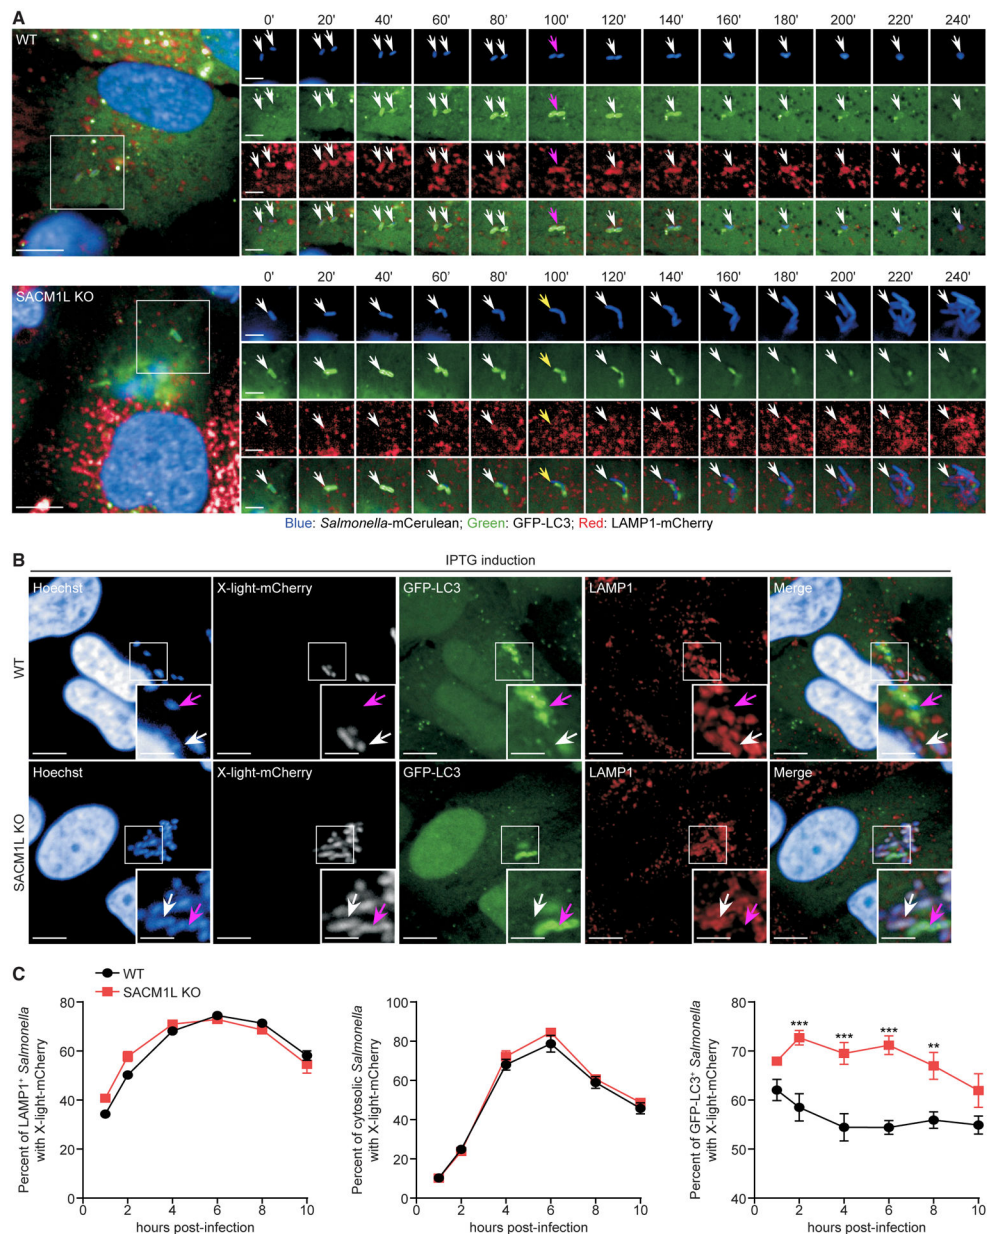 A
0' 20' 40' 60' 80' 100' 120' 140' 160' 180' 200' 220' 240'
WT
0' 20' 40' 60' 80' 100' 120' 140' 160' 180' 200' 220' 240'
SACM1L KO
Blue: Salmonella-mCerulean; Green: GFP-LC3; Red: LAMP1-mCherry
B
IPTG induction
Hoechst X-light-mCherry GFP-LC3 LAMP1 Merge
WT
Hoechst X-light-mCherry GFP-LC3 LAMP1 Merge
SACM1L KO
C
WT
SACM1L KO
Percent of LAMP1⁺ Salmonella
with X-light-mCherry
80
60
40
20
0
0 2 4 6 8 10
hours post-infection
Percent of cytosolic Salmonella
with X-light-mCherry
100
80
60
40
20
0
0 2 4 6 8 10
hours post-infection
Percent of GFP-LC3⁺ Salmonella
with X-light-mCherry
80
70
60
50
40
*** *** *** **
0 2 4 6 8 10
hours post-infection